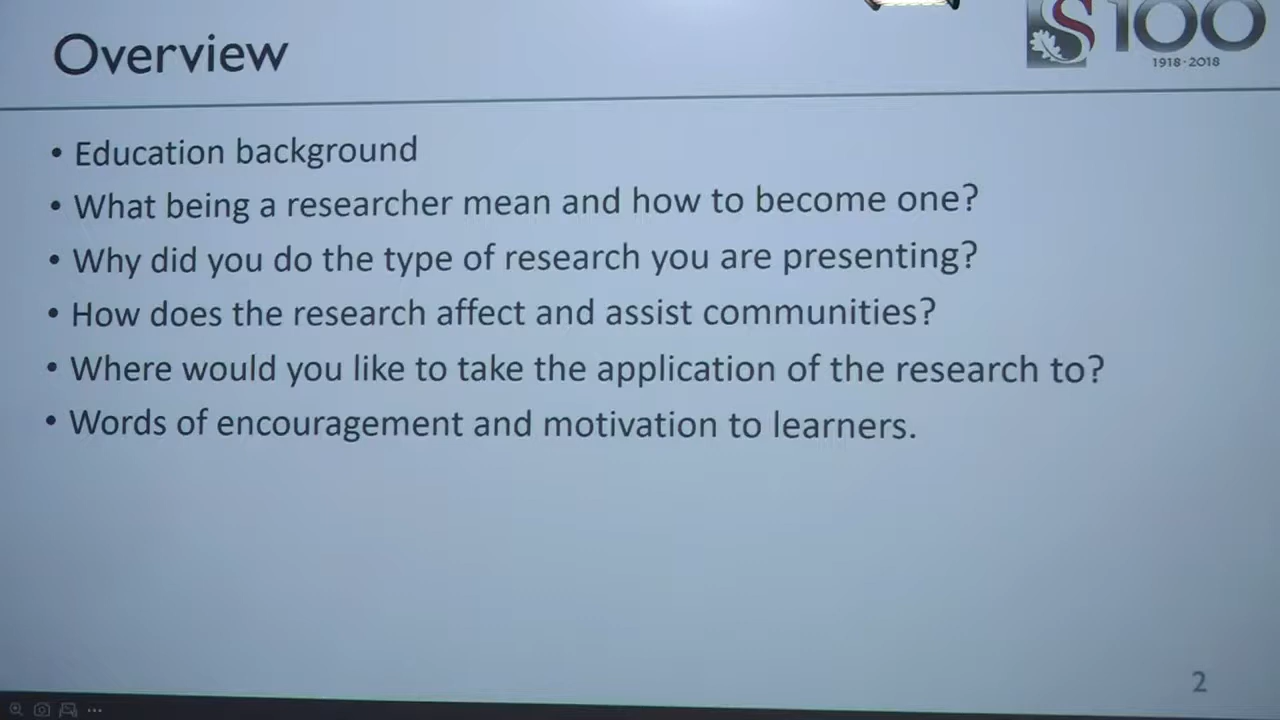 Overview
S100
1918·2018
• Education background
• What being a researcher mean and how to become one?
• Why did you do the type of research you are presenting?
• How does the research affect and assist communities?
• Where would you like to take the application of the research to?
• Words of encouragement and motivation to learners.
2